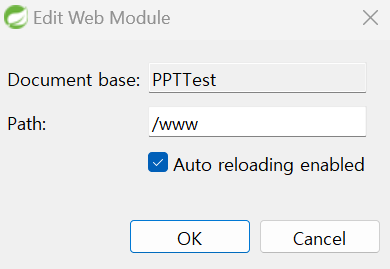 Edit Web Module
Document base: PPTTest
Path: /www
Auto reloading enabled
OK Cancel